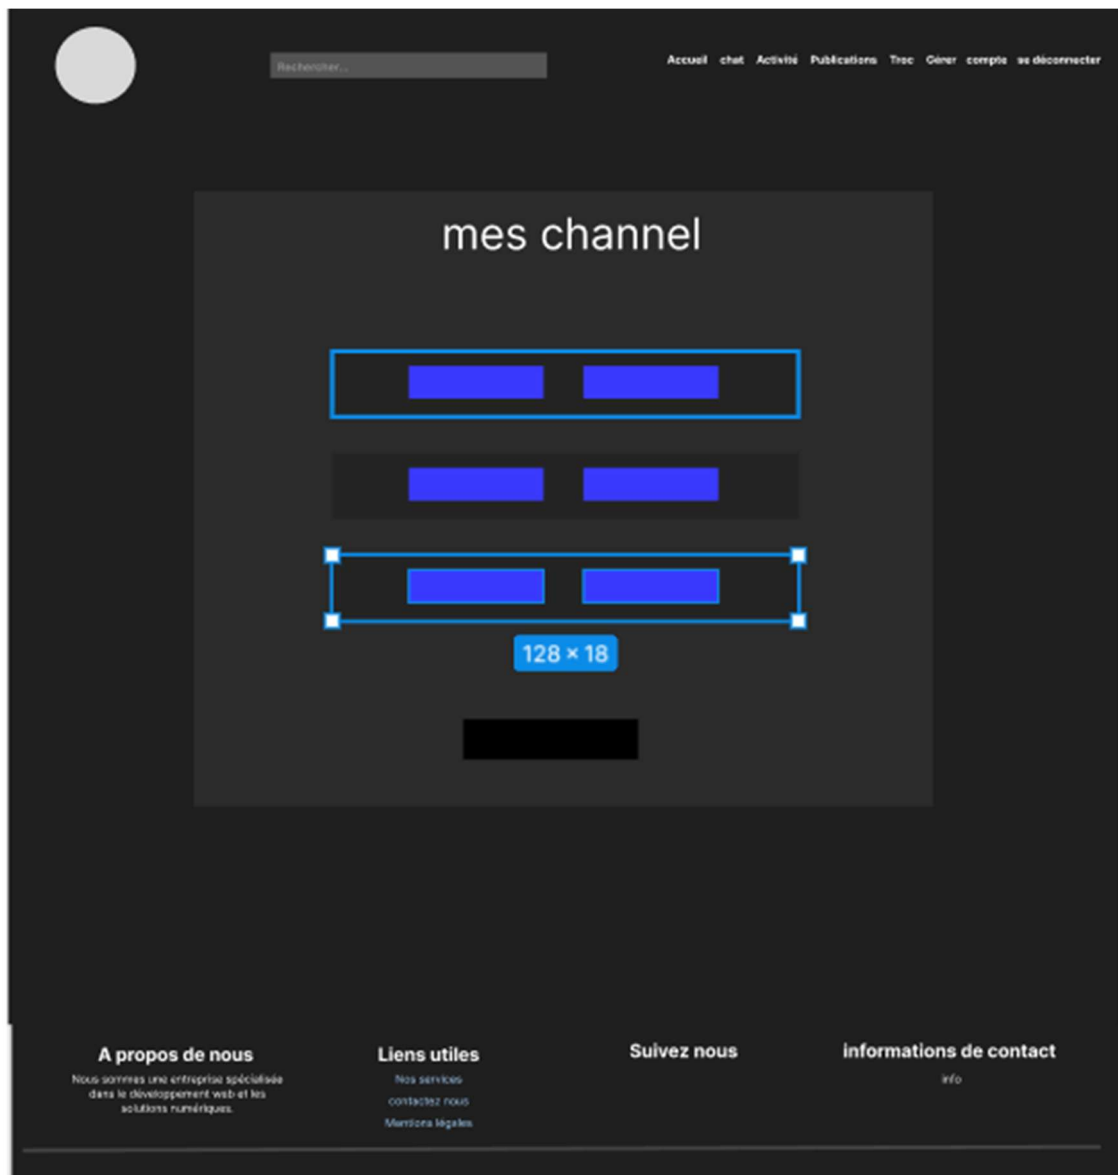 Rechercher...
Accueil chat Activité Publications Troc Gérer compte se déconnecter
mes channel
128 × 18
A propos de nous
Nous sommes une entreprise spécialisée
dans le développement web et les
solutions numériques.
Liens utiles
Nos services
contactez nous
Mentions légales
Suivez nous
informations de contact
info